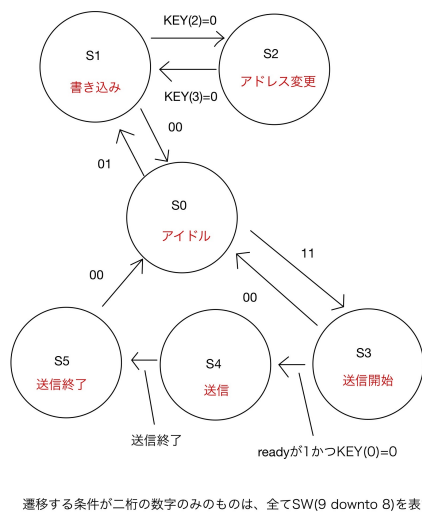 KEY(2)=0
S1
S2
書き込み
アドレス変更
KEY(3)=0
00
01
S0
アイドル
11
00
00
S5
送信終了
S4
送信
S3
送信開始
送信終了
readyが1かつKEY(0)=0
遷移する条件が二桁の数字のみのものは、全てSW(9 downto 8)を表